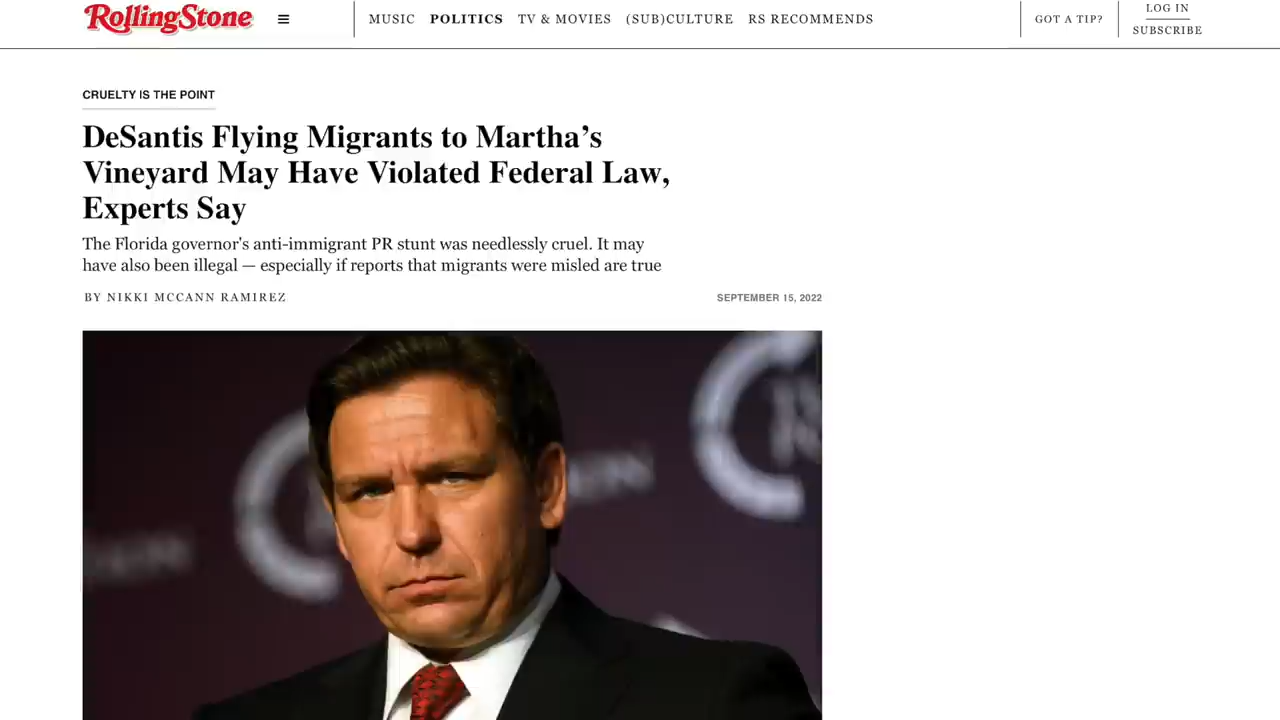 RollingStone
MUSIC POLITICS TV & MOVIES (SUB)CULTURE RS RECOMMENDS
GOT A TIP?
LOG IN
SUBSCRIBE
CRUELTY IS THE POINT
DeSantis Flying Migrants to Martha’s
Vineyard May Have Violated Federal Law,
Experts Say
The Florida governor's anti-immigrant PR stunt was needlessly cruel. It may
have also been illegal — especially if reports that migrants were misled are true
BY NIKKI MCCANN RAMIREZ
SEPTEMBER 15, 2022